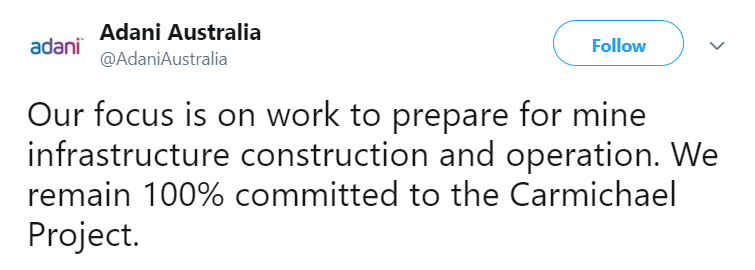 adani
Adani Australia
@AdaniAustralia
Follow
Our focus is on work to prepare for mine
infrastructure construction and operation. We
remain 100% committed to the Carmichael
Project.